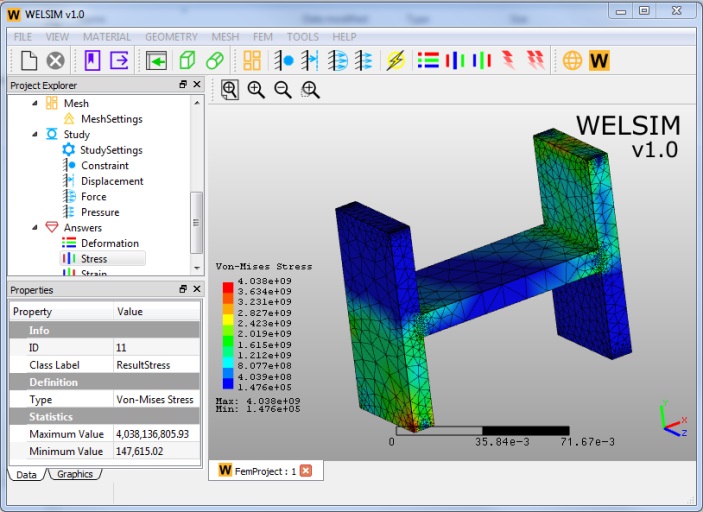 WELSIM v1.0
FILE VIEW MATERIAL GEOMETRY MESH FEM TOOLS HELP
Project Explorer
Mesh
MeshSettings
Study
StudySettings
Constraint
Displacement
Force
Pressure
Answers
Deformation
Stress
Strain
Properties
Property Value
Info
ID 11
Class Label ResultStress
Definition
Type Von-Mises Stress
Statistics
Maximum Value 4,038,136,805.93
Minimum Value 147,615.02
Data Graphics
WELSIM
v1.0
Von-Mises Stress
4.038e+09
3.634e+09
3.231e+09
2.827e+09
2.423e+09
2.019e+09
1.615e+09
1.212e+09
8.077e+08
4.039e+08
1.476e+05
Max: 4.038e+09
Min: 1.476e+05
0 35.84e-3 71.67e-3
X
Y
Z
W FemProject : 1